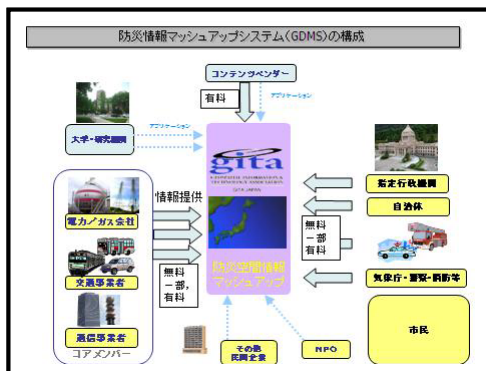 防災情報マッシュアップシステム(GDMS)の構成
コンテンツベンダー
有料
アプリケーション
アプリケーション
大学・研究機関
gita
GEOSPATIAL INFORMATION &
TECHNOLOGY ASSOCIATION
GITA JAPAN
指定行政機関
自治体
情報提供
電力/ガス会社
無料
一部
有料
気象庁・警察・消防等
交通事業者
無料
一部,
有料
防災空間情報
マッシュアップ
市民
通信事業者
コアメンバー
その他
民間企業
NPO